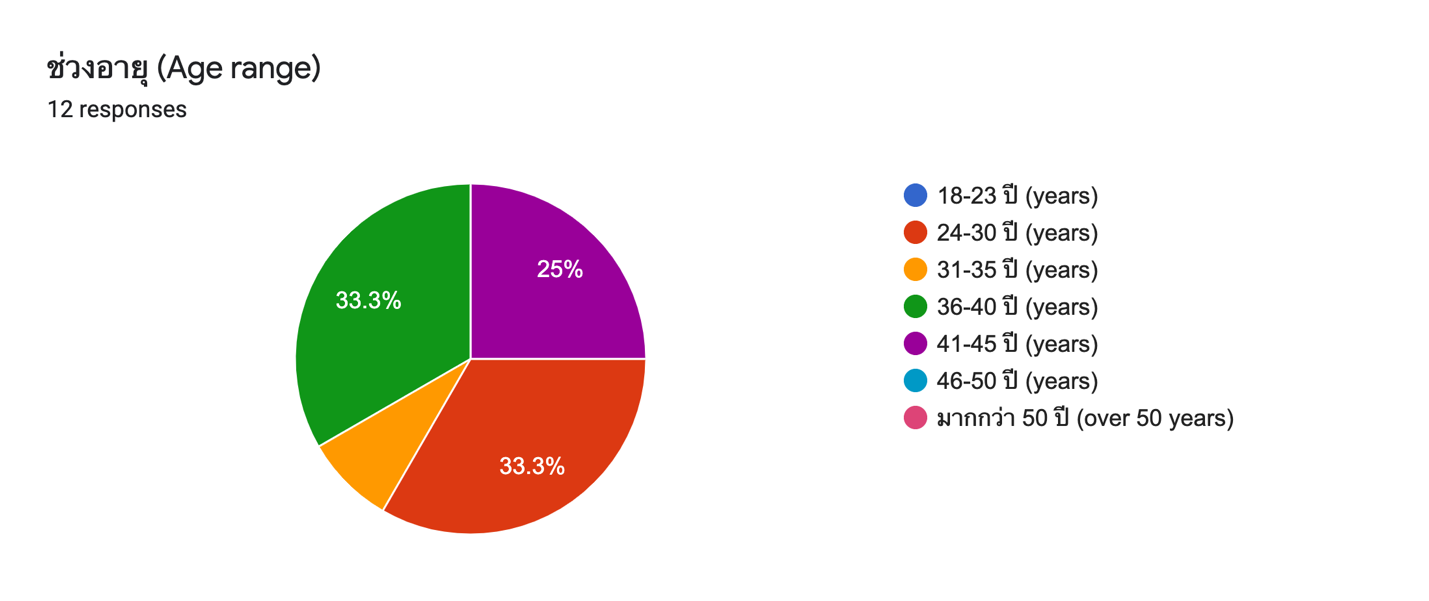 ช่วงอายุ (Age range)
12 responses
25%
33.3%
33.3%
18-23 ปี (years)
24-30 ปี (years)
31-35 ปี (years)
36-40 ปี (years)
41-45 ปี (years)
46-50 ปี (years)
มากกว่า 50 ปี (over 50 years)